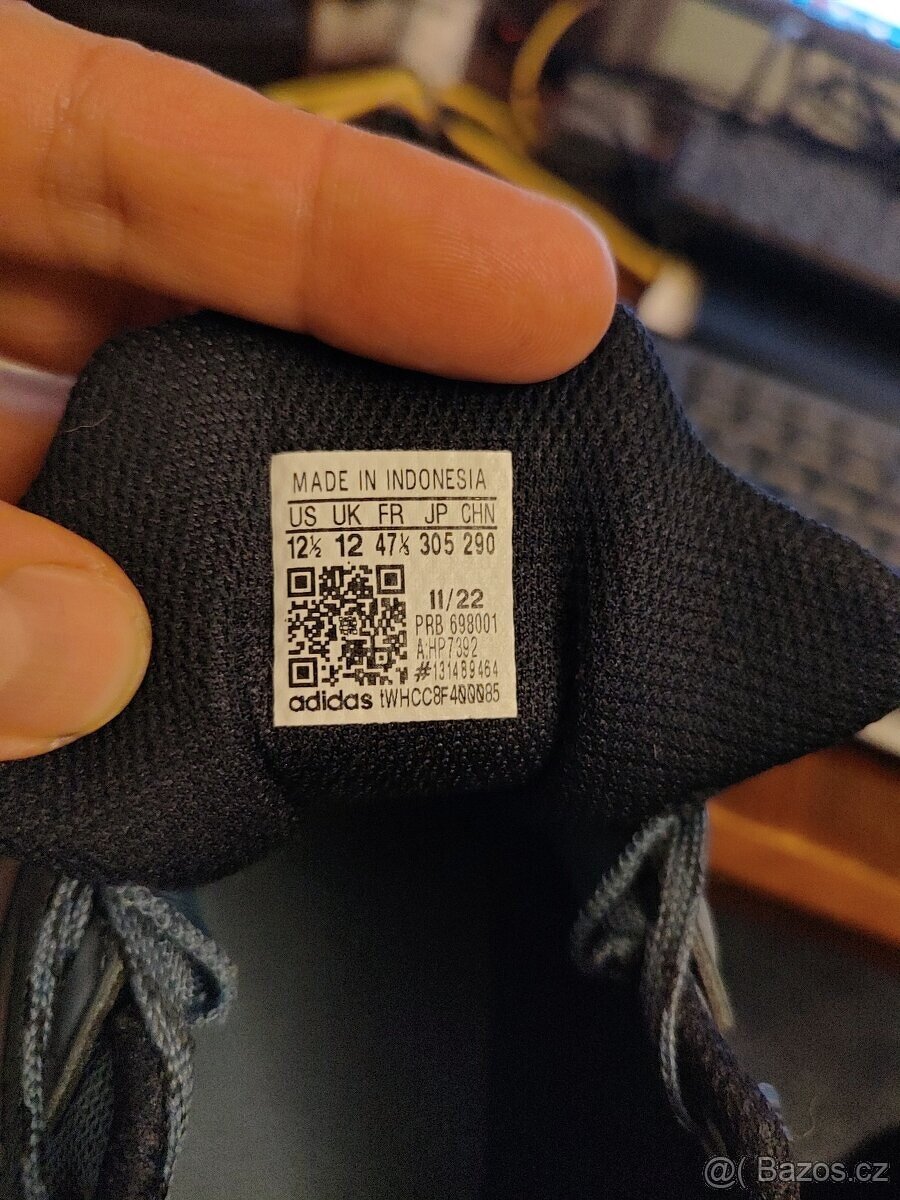 MADE IN INDONESIA
US UK FR JP CHN
12½ 12 47⅓ 305 290
11/22
PRB 698001
A:HP7392
#131469464
adidas tWHCC8F400085
@( Bazos.cz